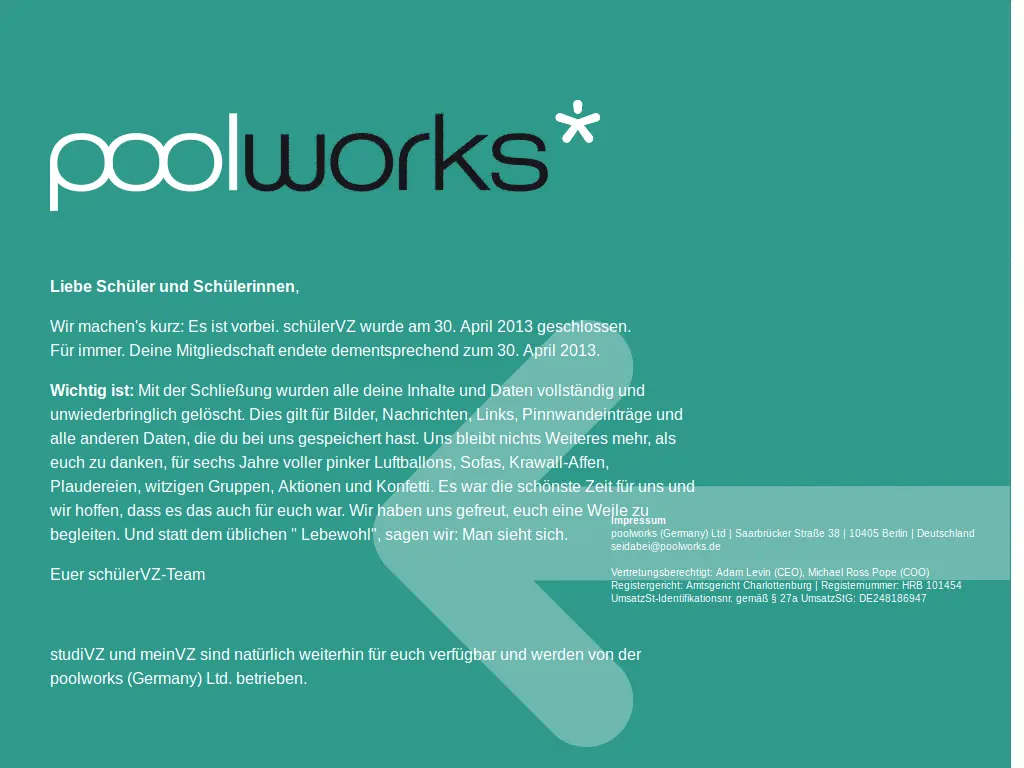 poolworks*
Liebe Schüler und Schülerinnen,
Wir machen's kurz: Es ist vorbei. schülerVZ wurde am 30. April 2013 geschlossen.
Für immer. Deine Mitgliedschaft endete dementsprechend zum 30. April 2013.
Wichtig ist: Mit der Schließung wurden alle deine Inhalte und Daten vollständig und
unwiederbringlich gelöscht. Dies gilt für Bilder, Nachrichten, Links, Pinnwandeinträge und
alle anderen Daten, die du bei uns gespeichert hast. Uns bleibt nichts Weiteres mehr, als
euch zu danken, für sechs Jahre voller pinker Luftballons, Sofas, Krawall-Affen,
Plaudereien, witzigen Gruppen, Aktionen und Konfetti. Es war die schönste Zeit für uns und
wir hoffen, dass es das auch für euch war. Wir haben uns gefreut, euch eine Weile zu
begleiten. Und statt dem üblichen " Lebewohl", sagen wir: Man sieht sich.
Euer schülerVZ-Team
studiVZ und meinVZ sind natürlich weiterhin für euch verfügbar und werden von der
poolworks (Germany) Ltd. betrieben.
Impressum
poolworks (Germany) Ltd | Saarbrücker Straße 38 | 10405 Berlin | Deutschland
seidabei@poolworks.de
Vertretungsberechtigt: Adam Levin (CEO), Michael Ross Pope (COO)
Registergericht: Amtsgericht Charlottenburg | Registernummer: HRB 101454
UmsatzSt-Identifikationsnr. gemäß § 27a UmsatzStG: DE248186947